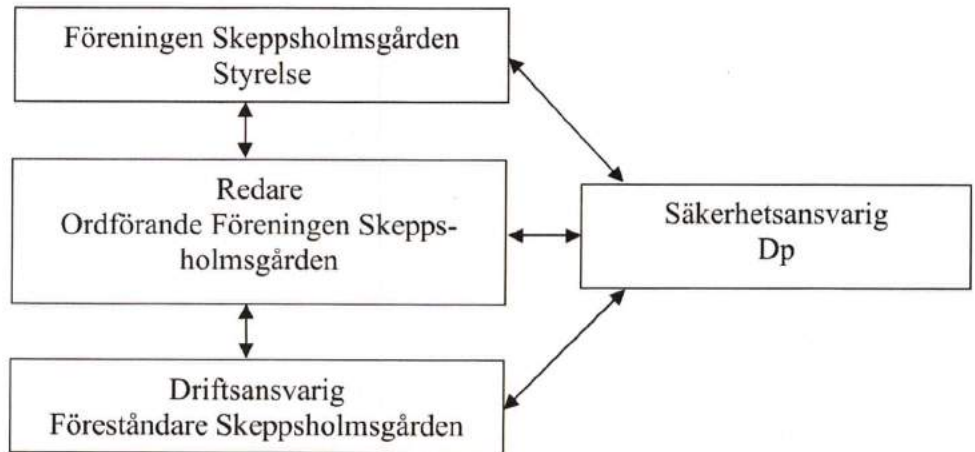 Föreningen Skeppsholmsgården
Styrelse
Redare
Ordförande Föreningen Skepps-
holmsgården
Säkerhetsansvarig
Dp
Driftsansvarig
Föreståndare Skeppsholmsgården